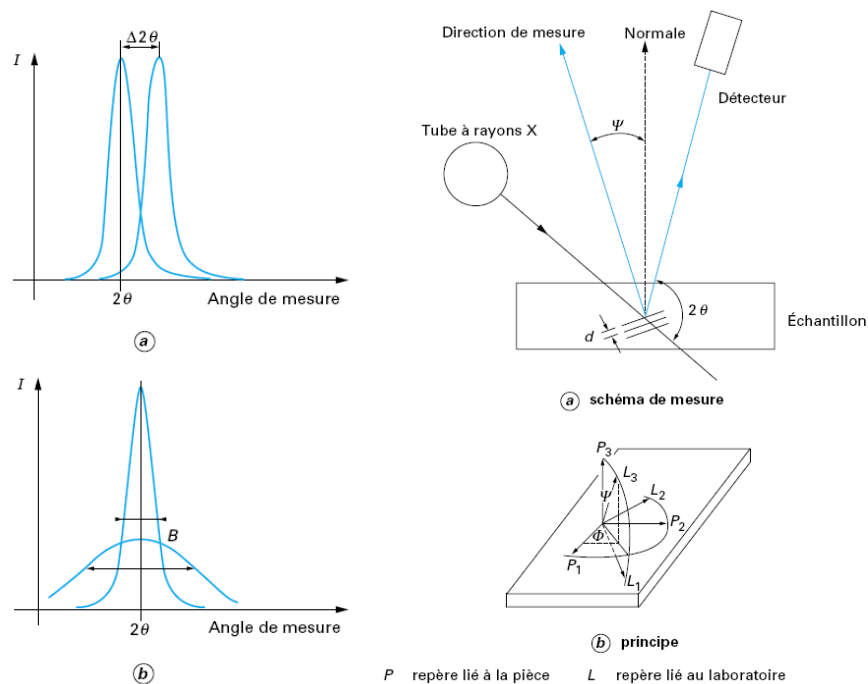 Δ2θ
I
2θ
Angle de mesure
a
I
B
2θ
Angle de mesure
b
Direction de mesure
Normale
Détecteur
Ψ
Tube à rayons X
2 θ
d
Échantillon
a schéma de mesure
P3
L3
Ψ
L2
P2
Φ
P1
L1
b principe
P repère lié à la pièce L repère lié au laboratoire